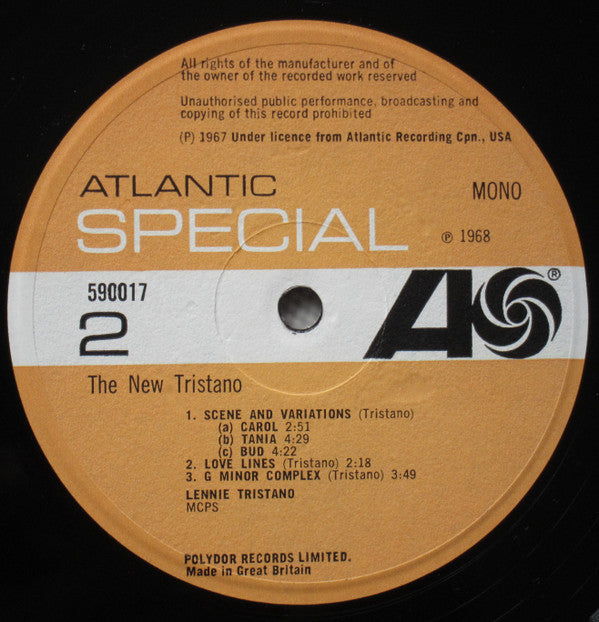 All rights of the manufacturer and of
the owner of the recorded work reserved
Unauthorised public performance, broadcasting and
copying of this record prohibited
(P) 1967 Under licence from Atlantic Recording Cpn., USA
ATLANTIC
SPECIAL
MONO
℗ 1968
590017
2
A
®
The New Tristano
1. SCENE AND VARIATIONS (Tristano)
(a) CAROL 2:51
(b) TANIA 4:29
(c) BUD 4:22
2. LOVE LINES (Tristano) 2:18
3. G MINOR COMPLEX (Tristano) 3:49
LENNIE TRISTANO
MCPS
POLYDOR RECORDS LIMITED.
Made in Great Britain